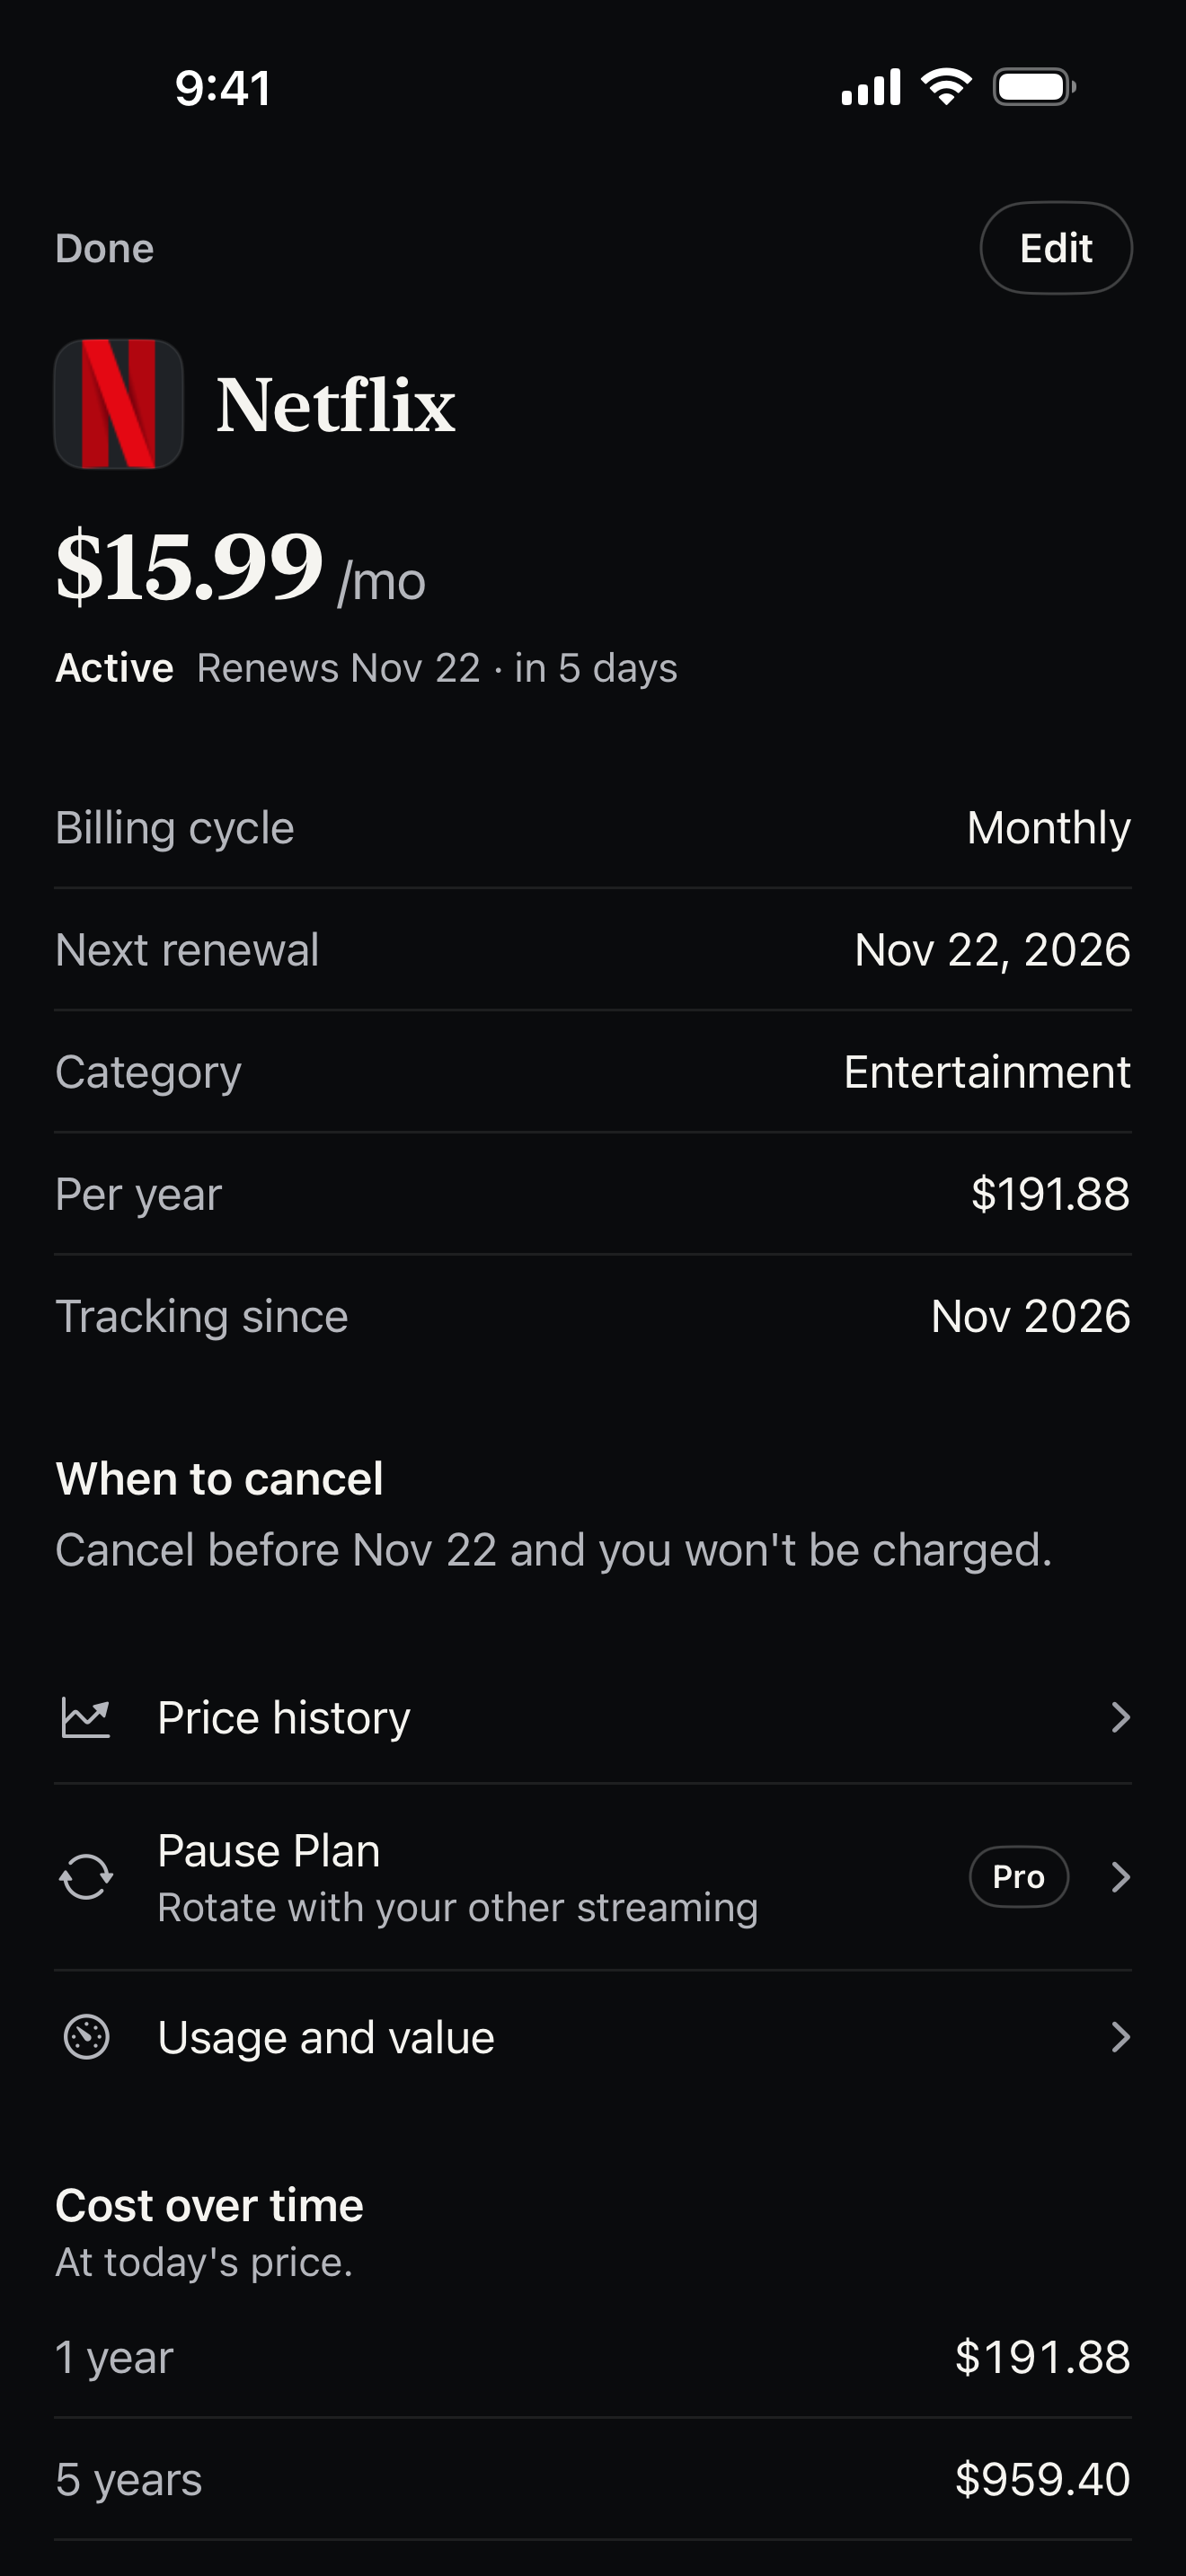 9:41
Done
Edit
Netflix
$15.99 /mo
Active Renews Nov 22 · in 5 days
Billing cycle Monthly
Next renewal Nov 22, 2026
Category Entertainment
Per year $191.88
Tracking since Nov 2026
When to cancel
Cancel before Nov 22 and you won't be charged.
Price history
Pause Plan
Rotate with your other streaming
Pro
Usage and value
Cost over time
At today's price.
1 year $191.88
5 years $959.40